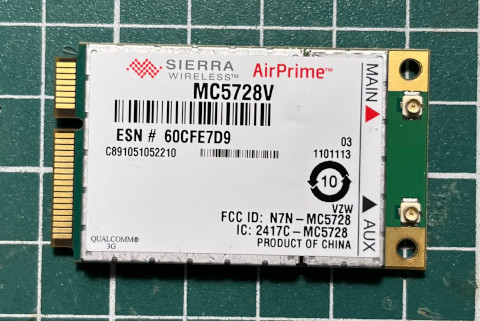 SIERRA
WIRELESS™
AirPrime™
MC5728V
ESN # 60CFE7D9
C891051052210
03
1101113
10
VZW
FCC ID: N7N-MC5728
IC: 2417C-MC5728
PRODUCT OF CHINA
QUALCOMM®
3G
MAIN
AUX